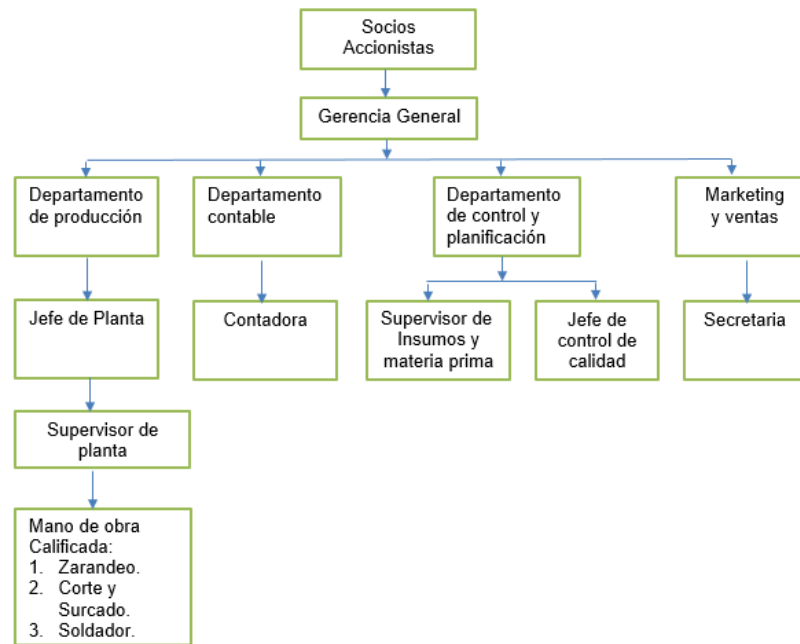 Socios
Accionistas
Gerencia General
Departamento
de producción
Departamento
contable
Departamento
de control y
planificación
Marketing
y ventas
Jefe de Planta
Contadora
Supervisor de
Insumos y
materia prima
Jefe de
control de
calidad
Secretaria
Supervisor de
planta
Mano de obra
Calificada:
1. Zarandeo.
2. Corte y
Surcado.
3. Soldador.